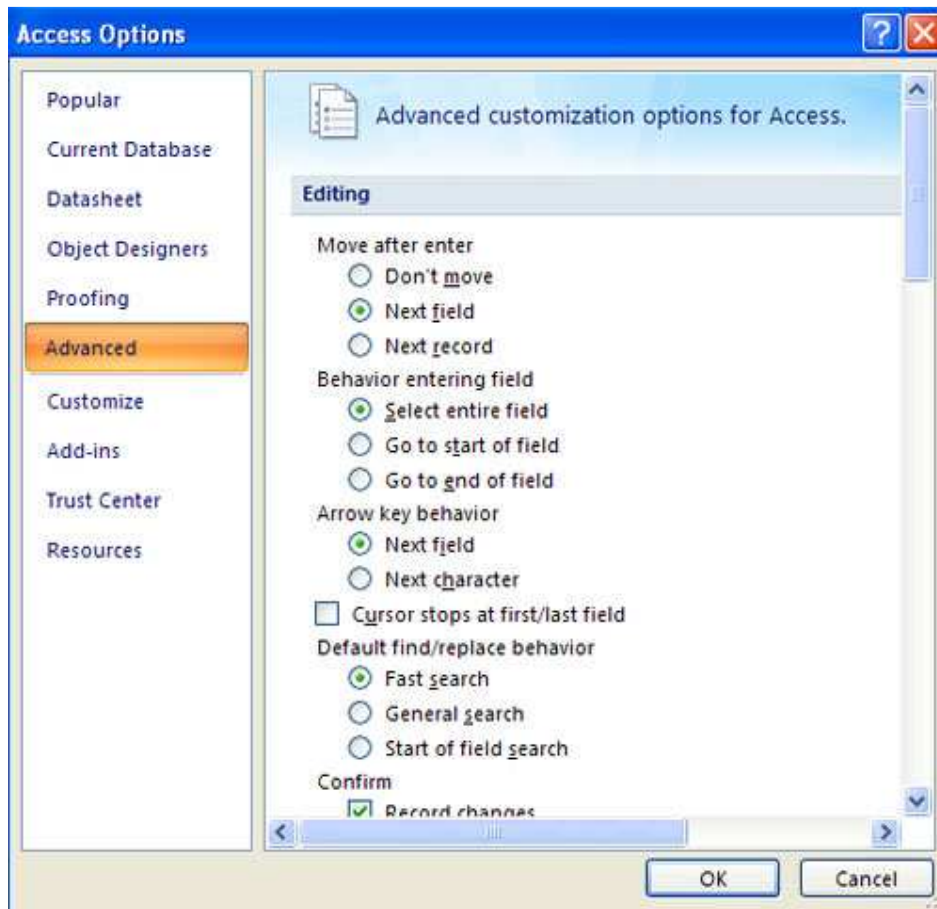 Access Options
Popular
Current Database
Datasheet
Object Designers
Proofing
Advanced
Customize
Add-ins
Trust Center
Resources
Advanced customization options for Access.
Editing
Move after enter
Don't move
Next field
Next record
Behavior entering field
Select entire field
Go to start of field
Go to end of field
Arrow key behavior
Next field
Next character
Cursor stops at first/last field
Default find/replace behavior
Fast search
General search
Start of field search
Confirm
Record changes
OK
Cancel